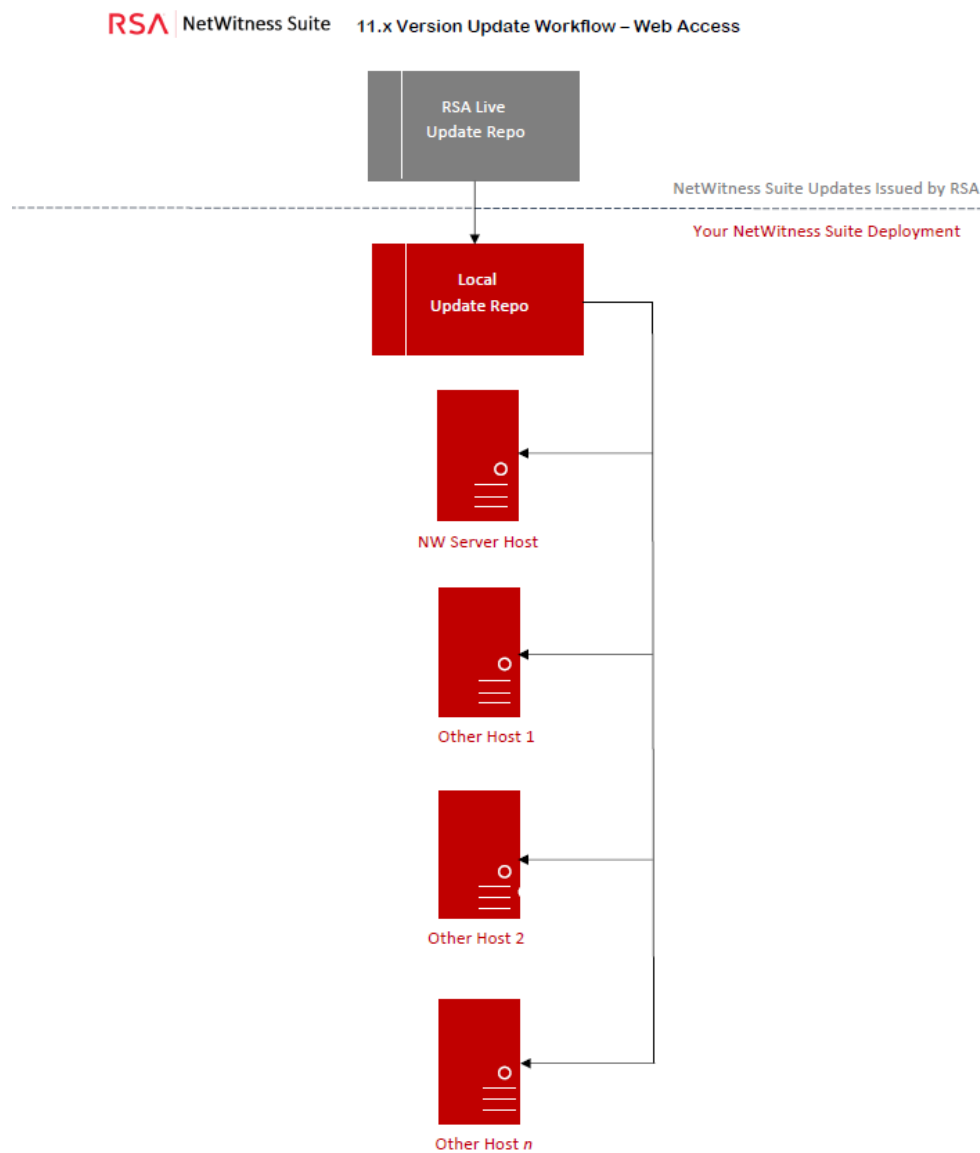 RSA NetWitness Suite 11.x Version Update Workflow – Web Access
RSA Live
Update Repo
NetWitness Suite Updates Issued by RSA
Your NetWitness Suite Deployment
Local
Update Repo
NW Server Host
Other Host 1
Other Host 2
Other Host n